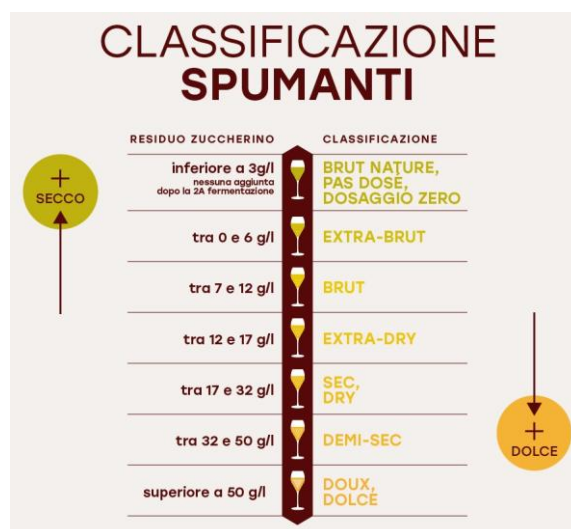 CLASSIFICAZIONE
SPUMANTI
RESIDUO ZUCCHERINO
CLASSIFICAZIONE
+
SECCO
inferiore a 3g/l
nessuna aggiunta
dopo la 2A fermentazione
BRUT NATURE,
PAS DOSÉ,
DOSAGGIO ZERO
tra 0 e 6 g/l
EXTRA-BRUT
tra 7 e 12 g/l
BRUT
tra 12 e 17 g/l
EXTRA-DRY
tra 17 e 32 g/l
SEC,
DRY
tra 32 e 50 g/l
DEMI-SEC
+
DOLCE
superiore a 50 g/l
DOUX,
DOLCE